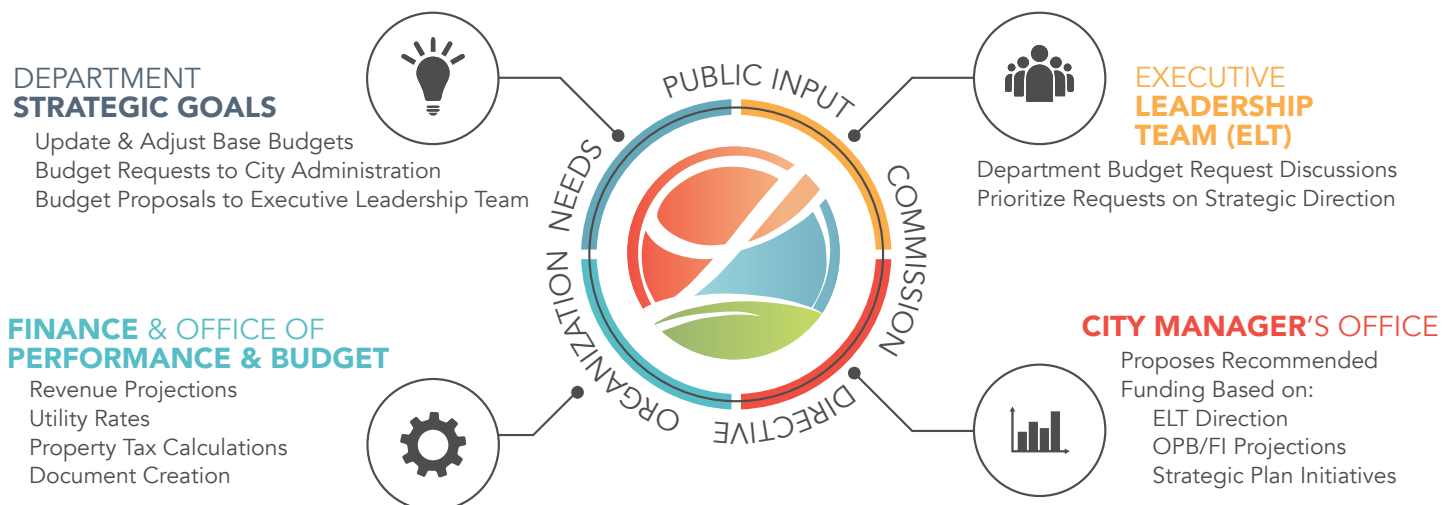 DEPARTMENT
STRATEGIC GOALS
Update & Adjust Base Budgets
Budget Requests to City Administration
Budget Proposals to Executive Leadership Team
PUBLIC INPUT
COMMISSION DIRECTIVE
ORGANIZATION NEEDS
EXECUTIVE
LEADERSHIP
TEAM (ELT)
Department Budget Request Discussions
Prioritize Requests on Strategic Direction
FINANCE & OFFICE OF
PERFORMANCE & BUDGET
Revenue Projections
Utility Rates
Property Tax Calculations
Document Creation
CITY MANAGER'S OFFICE
Proposes Recommended
Funding Based on:
ELT Direction
OPB/FI Projections
Strategic Plan Initiatives